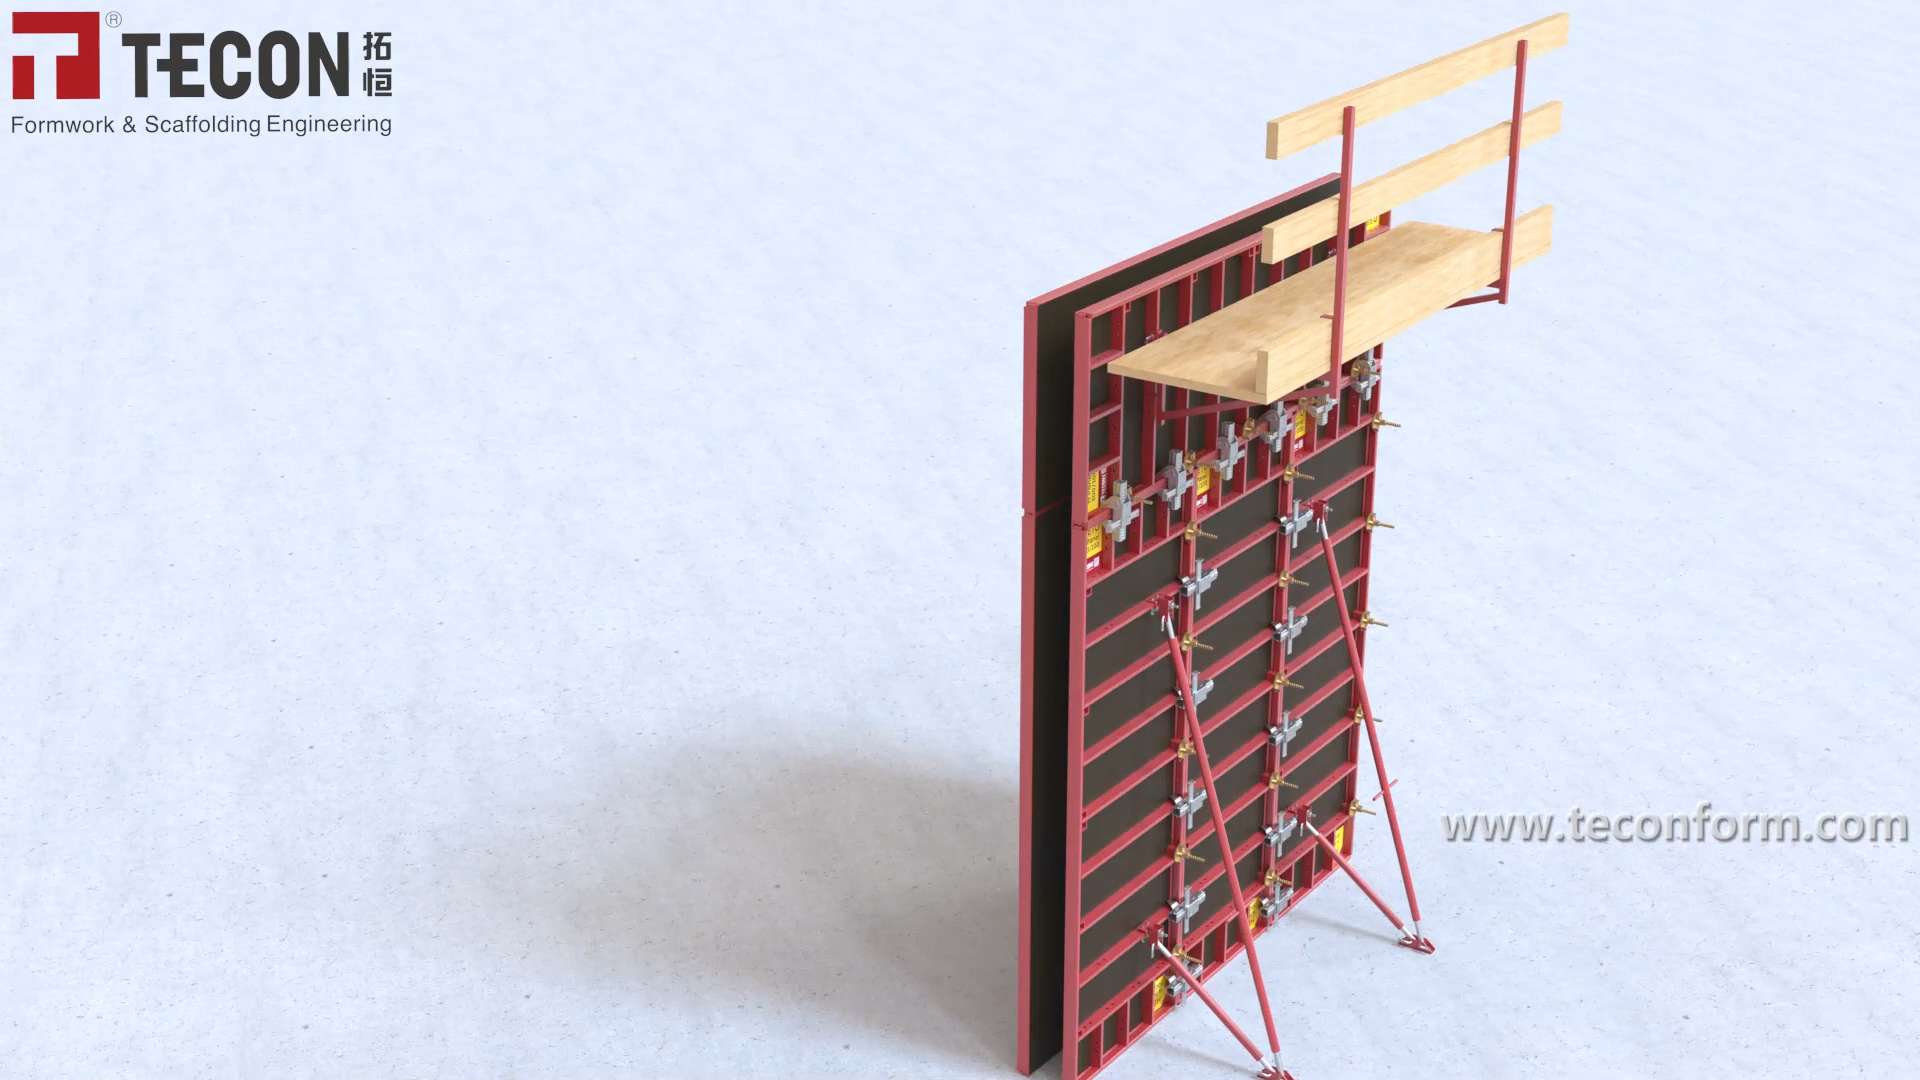 ®
TECON 拓恒
Formwork & Scaffolding Engineering
www.teconform.com